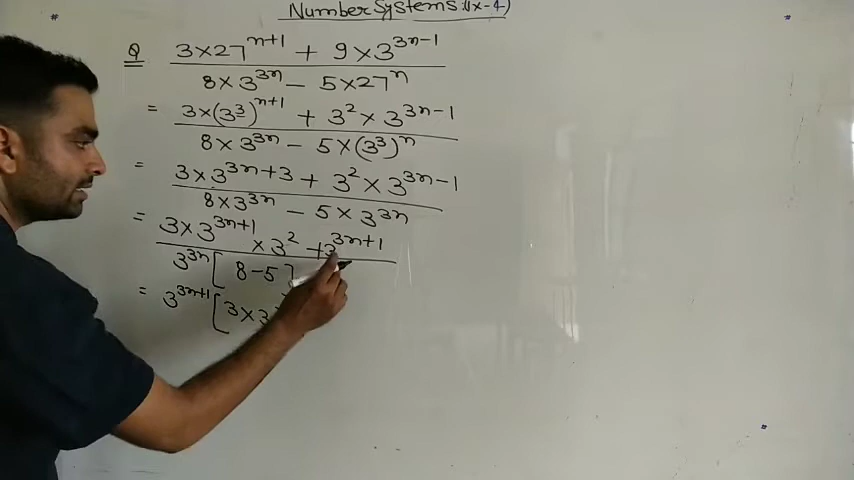 Number Systems (Ix-4)
Q 3×27^(n+1) + 9×3^(3n-1)
8×3^(3n) - 5×27^n
= 3×(3^3)^(n+1) + 3^2×3^(3n-1)
8×3^(3n) - 5×(3^3)^n
= 3×3^(3n+3) + 3^2×3^(3n-1)
8×3^(3n) - 5×3^(3n)
= 3×3^(3n+1) ×3^2 + 3^(3n+1)
3^(3n)[8-5]
= 3^(3n+1)[3×3